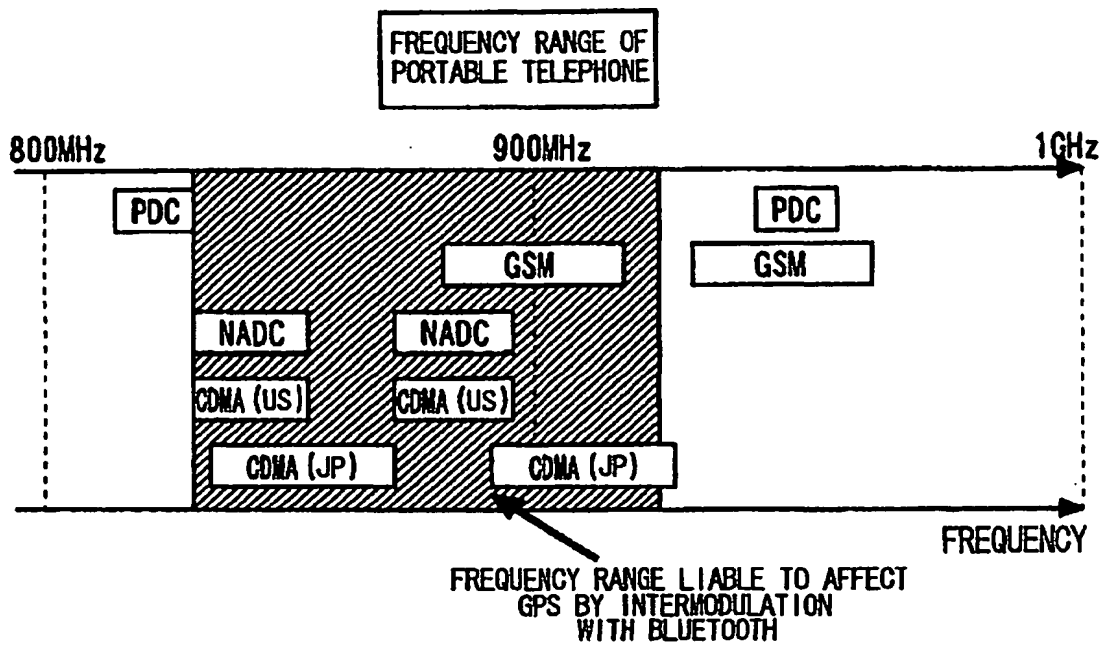 FREQUENCY RANGE OF
PORTABLE TELEPHONE
800MHz 900MHz 1GHz
PDC PDC
GSM GSM
NADC NADC
CDMA (US) CDMA (US)
CDMA (JP) CDMA (JP)
FREQUENCY
FREQUENCY RANGE LIABLE TO AFFECT
GPS BY INTERMODULATION
WITH BLUETOOTH